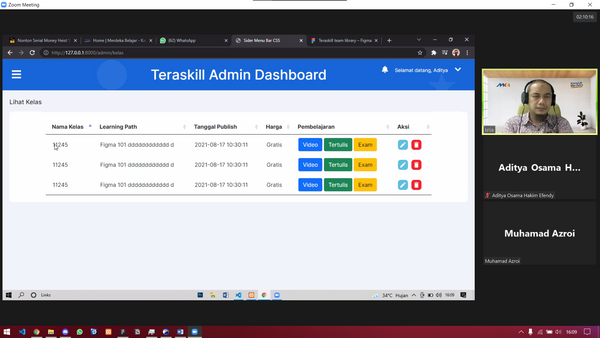 Zoom Meeting
02:10:16
Nonton Serial Money Heist
Home | Merdeka Belajar - K
(62) WhatsApp
Sider Menu Bar CSS
Teraskill team library – Figma
http://127.0.0.1:8000/admin/kelas
Teraskill Admin Dashboard
Selamat datang, Aditya
Lihat Kelas
Nama Kelas Learning Path Tanggal Publish Harga Pembelajaran Aksi
11245 Figma 101 dddddddddddd d 2021-08-17 10:30:11 Gratis Video Tertulis Exam
11245 Figma 101 dddddddddddd d 2021-08-17 10:30:11 Gratis Video Tertulis Exam
11245 Figma 101 dddddddddddd d 2021-08-17 10:30:11 Gratis Video Tertulis Exam
Aditya Osama H...
Aditya Osama Hakim Efendy
Muhamad Azroi
Muhamad Azroi
Links
34°C Hujan
16:09
16:09